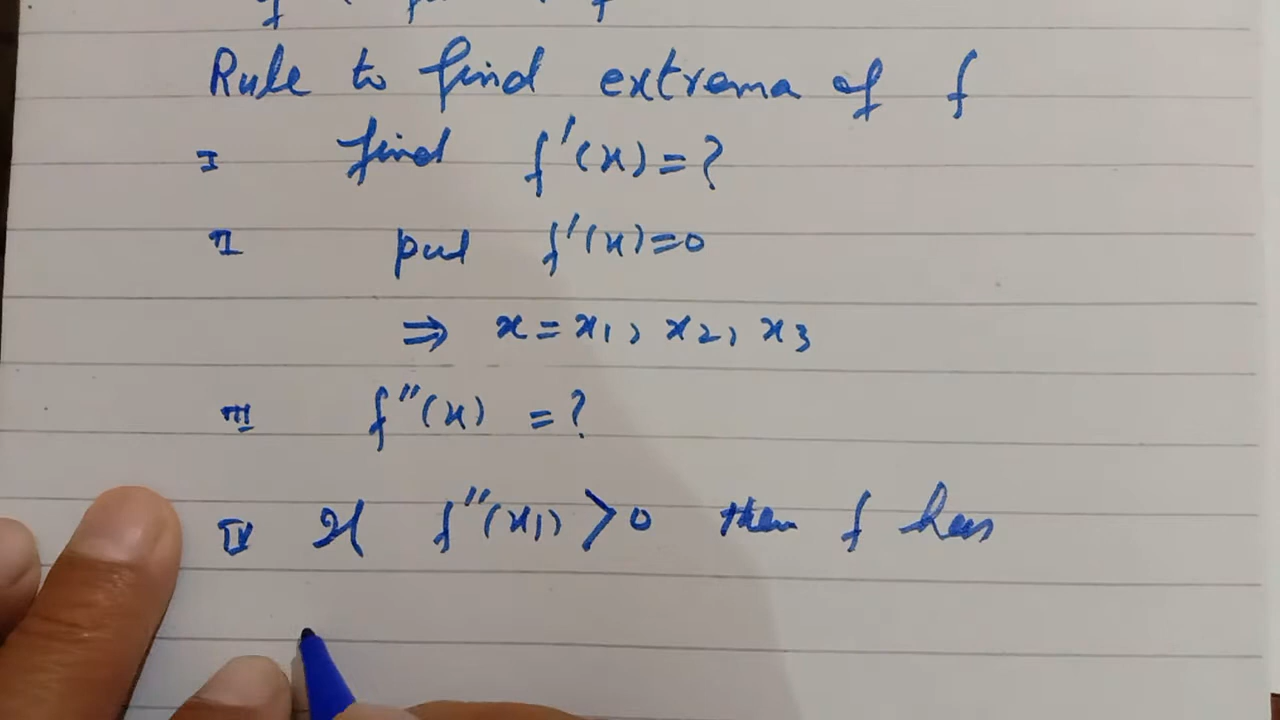 Rule to find extrema of f
I find f'(x)=?
II put f'(x)=0
⇒ x=x1, x2, x3
III f''(x) =?
IV If f''(x1) >0 then f has